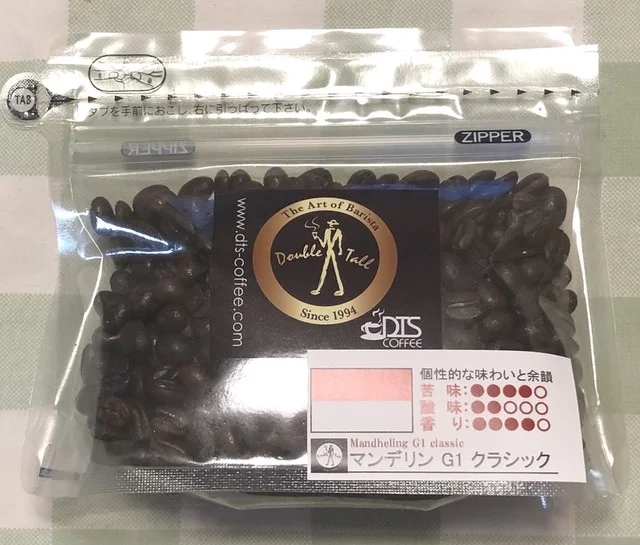 TAB
タブを手前におこし、右に引っぱって下さい。
ZIPPER
ZIPPER
www.dts-coffee.com
The Art of Barista
Double Tall
Since 1994
DTS
COFFEE
個性的な味わいと余韻
苦 味:●●●●○
酸 味:●●○○○
香 り:●●●●○
Mandheling G1 classic
マンデリン G1 クラシック